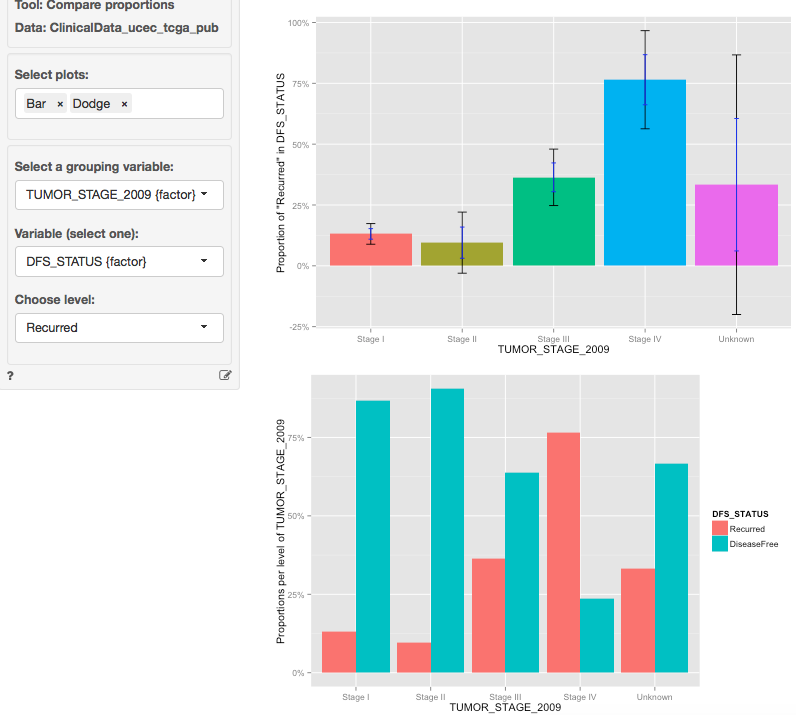 Tool: Compare proportions
Data: ClinicalData_ucec_tcga_pub
Select plots:
Bar × Dodge ×
Select a grouping variable:
TUMOR_STAGE_2009 {factor}
Variable (select one):
DFS_STATUS {factor}
Choose level:
Recurred
?
Proportion of "Recurred" in DFS_STATUS
100%
75%
50%
25%
0%
-25%
Stage I Stage II Stage III Stage IV Unknown
TUMOR_STAGE_2009
Proportions per level of TUMOR_STAGE_2009
75%
50%
25%
0%
Stage I Stage II Stage III Stage IV Unknown
TUMOR_STAGE_2009
DFS_STATUS
Recurred
DiseaseFree